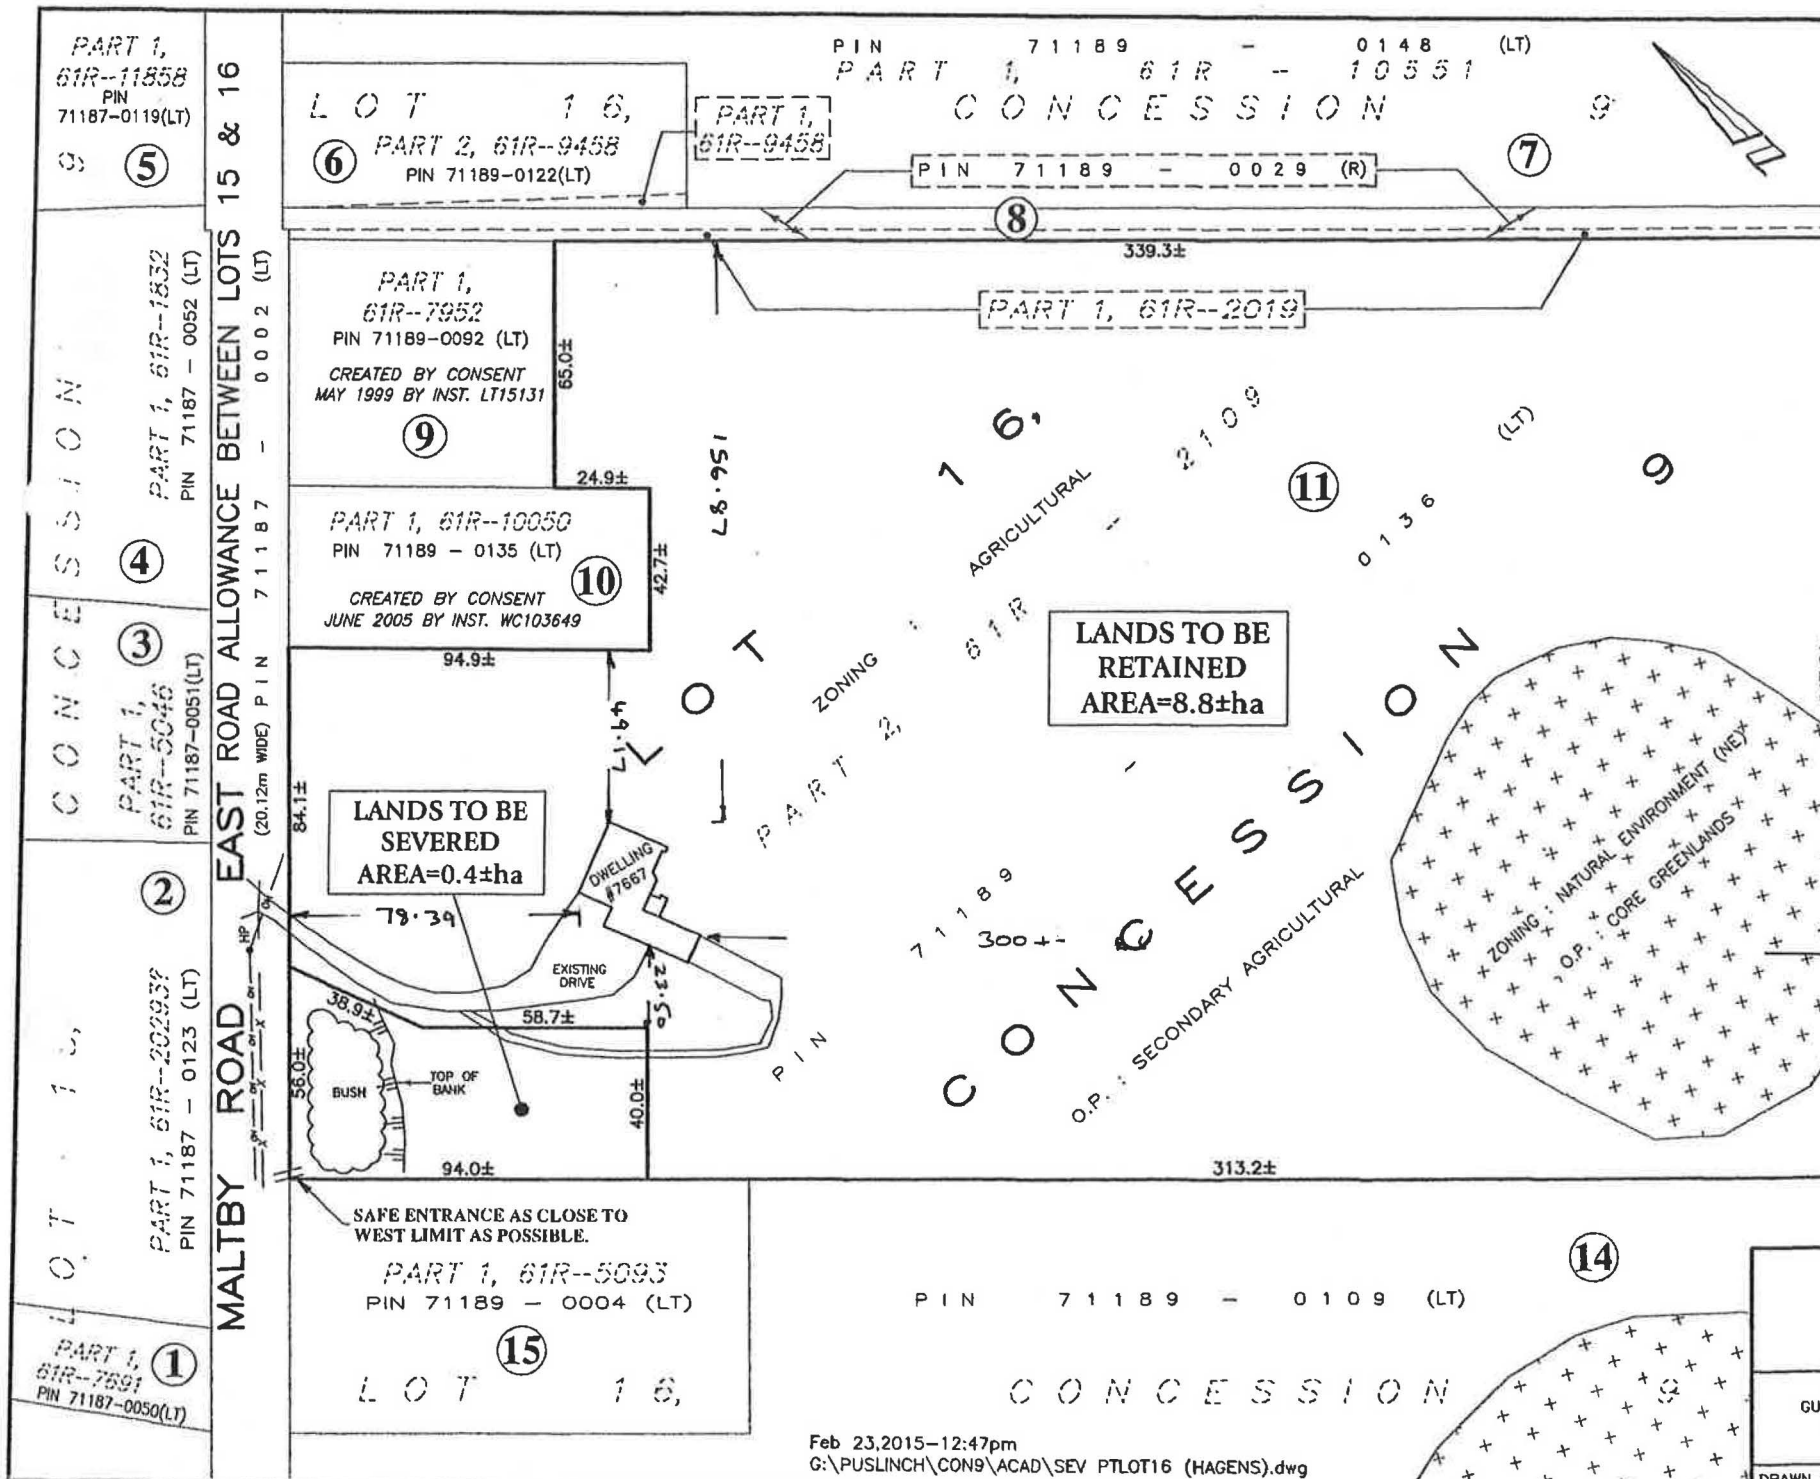 PART 1,
61R--11858
PIN
71187-0119(LT)
9
5
LOT 16,
6
PART 2, 61R--9458
PIN 71189-0122(LT)
PART 1,
61R--9458
PIN 71189 - 0148 (LT)
PART 1, 61R - 10551
CONCESSION 9
7
PIN 71189 - 0029 (R)
8
339.3±
PART 1, 61R--2019
PART 1, 61R--1832
PIN 71187 - 0052 (LT)
4
CONCESSION
3
PART 1,
61R--5046
PIN 71187-0051(LT)
2
PART 1, 61R--20293?
PIN 71187 - 0123 (LT)
LOT
1
PART 1,
61R--7691
PIN 71187-0050(LT)
MALTBY ROAD EAST ROAD ALLOWANCE BETWEEN LOTS 15 & 16
(20.12m WIDE) PIN 71187 - 0002 (LT)
PART 1,
61R--7952
PIN 71189-0092 (LT)
CREATED BY CONSENT
MAY 1999 BY INST. LT15131
9
65.0±
24.9±
PART 1, 61R--10050
PIN 71189 - 0135 (LT)
10
CREATED BY CONSENT
JUNE 2005 BY INST. WC103649
42.7±
94.9±
156.87
49.17
84.1±
LOT 16,
CONCESSION 9
ZONING : AGRICULTURAL
PART 2, 61R -- 2109
11
PIN 71189 - 0136 (LT)
O.P. : SECONDARY AGRICULTURAL
LANDS TO BE
RETAINED
AREA=8.8±ha
LANDS TO BE
SEVERED
AREA=0.4±ha
DWELLING
#7667
78.39
300+-
EXISTING
DRIVE
23.50
HP
38.9±
58.7±
56.0±
BUSH
TOP OF
BANK
40.0±
94.0±
313.2±
ZONING : NATURAL ENVIRONMENT (NE)
O.P. : CORE GREENLANDS
SAFE ENTRANCE AS CLOSE TO
WEST LIMIT AS POSSIBLE.
PART 1, 61R--5093
PIN 71189 - 0004 (LT)
15
LOT 16,
14
PIN 71189 - 0109 (LT)
CONCESSION 9
GU
Feb 23,2015-12:47pm
G:\PUSLINCH\CON9\ACAD\SEV PTLOT16 (HAGENS).dwg
DRAWN